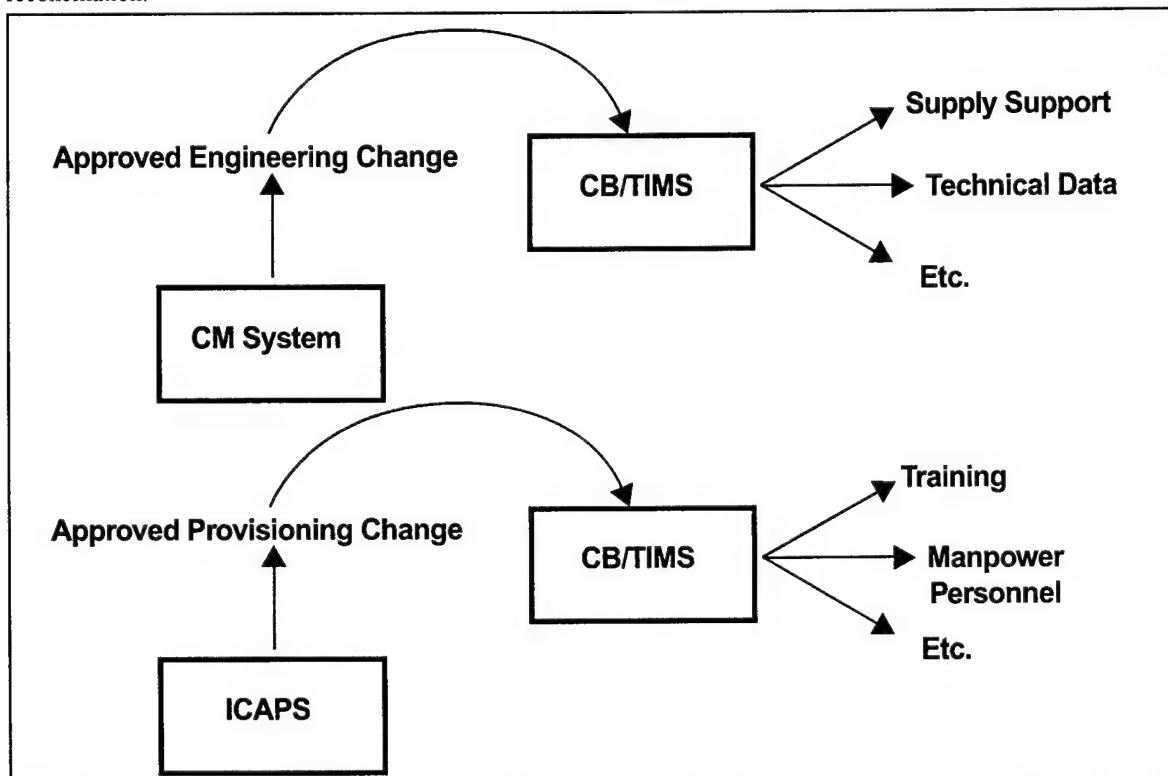 Supply Support
Approved Engineering Change
CB/TIMS
Technical Data
Etc.
CM System
Training
Approved Provisioning Change
CB/TIMS
Manpower
Personnel
Etc.
ICAPS